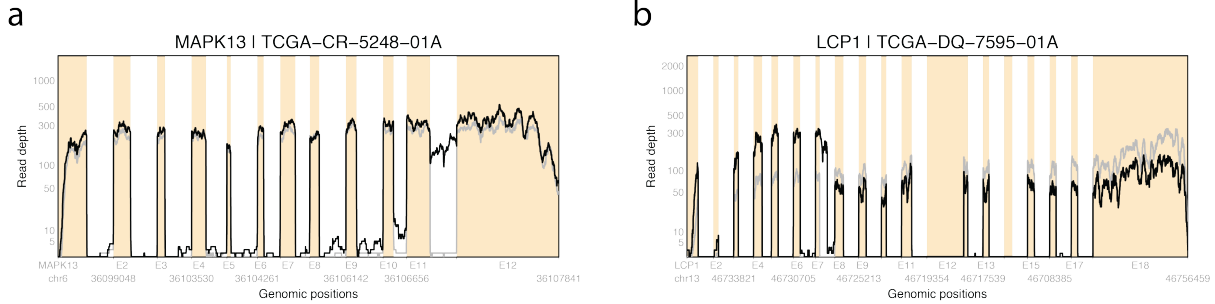 a
MAPK13 | TCGA−CR−5248−01A
1000
500
300
100
50
10
5
Read depth
MAPK13 E2 E3 E4 E5 E6 E7 E8 E9 E10 E11 E12
chr6 36099048 36103530 36104261 36106142 36106656 36107841
Genomic positions
b
LCP1 | TCGA−DQ−7595−01A
2000
1000
500
300
100
50
10
5
Read depth
LCP1 E2 E4 E6 E7 E8 E9 E11 E12 E13 E15 E17 E18
chr13 46733821 46730705 46725213 46719354 46717539 46708385 46756459
Genomic positions